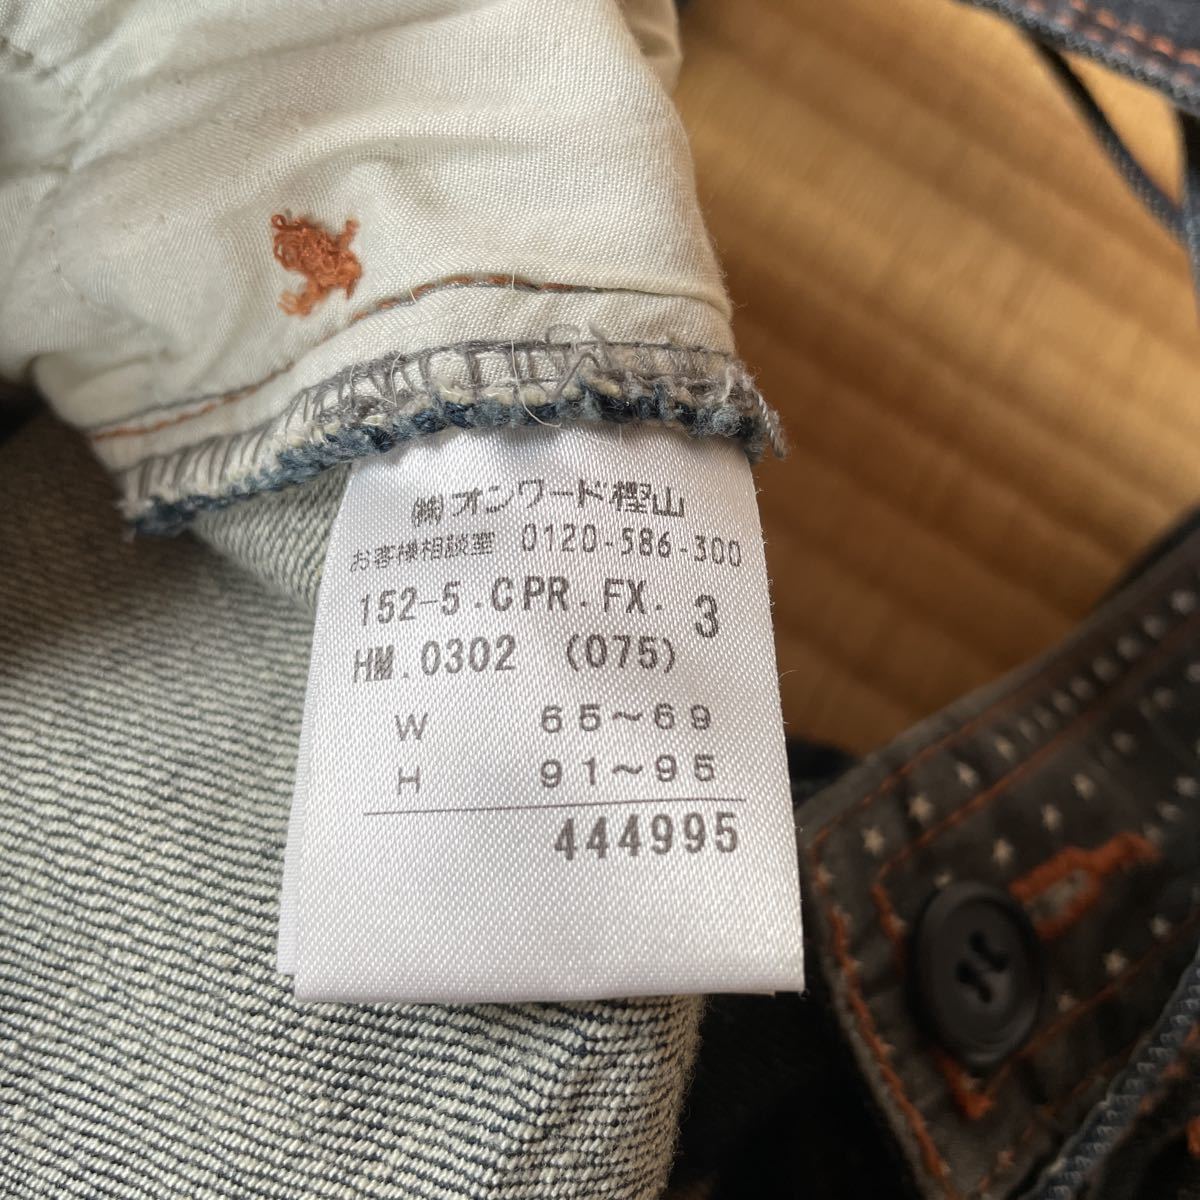 ㈱オンワード樫山
お客様相談室 0120-586-300
152-5.CPR.FX. 3
HM.0302 (075)
W 65～69
H 91～95
444995